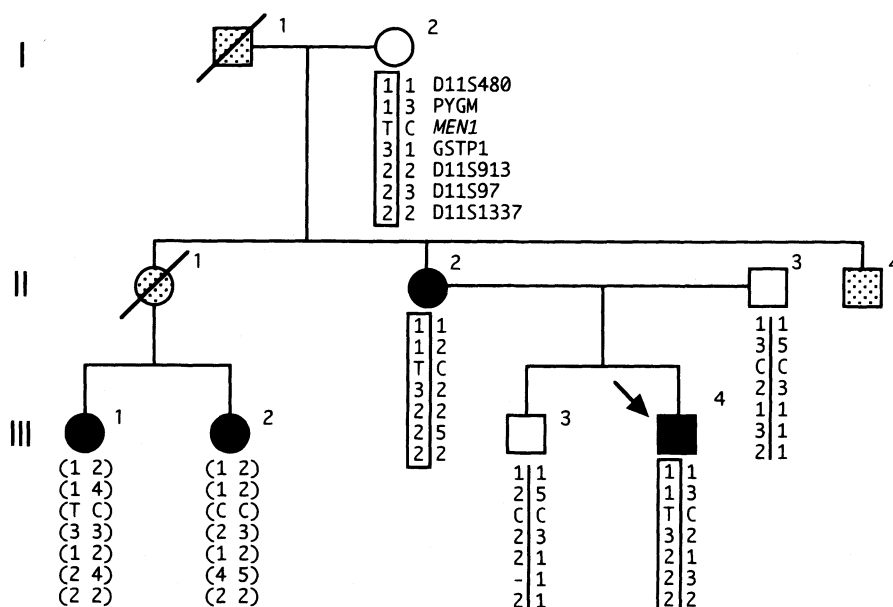 I
1
2
1 1 D11S480
1 3 PYGM
T C MEN1
3 1 GSTP1
2 2 D11S913
2 3 D11S97
2 2 D11S1337
II
1
2
3
4
1 1
1 2
T C
3 2
2 2
2 5
2 2
1 1
3 5
C C
2 3
1 1
3 1
2 1
III
1
2
3
4
(1 2)
(1 4)
(T C)
(3 3)
(1 2)
(2 4)
(2 2)
(1 2)
(1 2)
(C C)
(2 3)
(1 2)
(4 5)
(2 2)
1 1
2 5
C C
2 3
2 1
- 1
2 1
1 1
1 3
T C
3 2
2 1
2 3
2 2